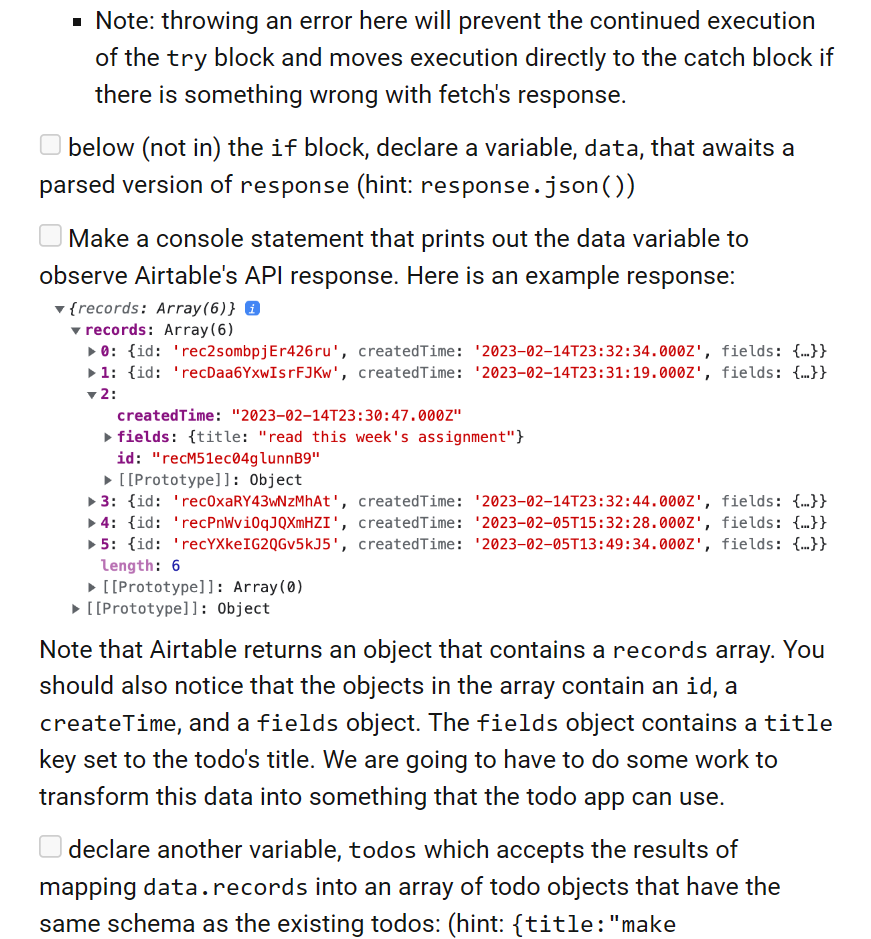 Note: throwing an error here will prevent the continued execution
of the try block and moves execution directly to the catch block if
there is something wrong with fetch's response.
below (not in) the if block, declare a variable, data, that awaits a
parsed version of response (hint: response.json())
Make a console statement that prints out the data variable to
observe Airtable's API response. Here is an example response:
▼{records: Array(6)} i
▼records: Array(6)
▶0: {id: 'rec2sombpjEr426ru', createdTime: '2023-02-14T23:32:34.000Z', fields: {…}}
▶1: {id: 'recDaa6YxwIsrFJKw', createdTime: '2023-02-14T23:31:19.000Z', fields: {…}}
▼2:
createdTime: "2023-02-14T23:30:47.000Z"
▶fields: {title: "read this week's assignment"}
id: "recM51ec04glunnB9"
▶[[Prototype]]: Object
▶3: {id: 'recOxaRY43wNzMhAt', createdTime: '2023-02-14T23:32:44.000Z', fields: {…}}
▶4: {id: 'recPnWviOqJQXmHZI', createdTime: '2023-02-05T15:32:28.000Z', fields: {…}}
▶5: {id: 'recYXkeIG2QGv5kJ5', createdTime: '2023-02-05T13:49:34.000Z', fields: {…}}
length: 6
▶[[Prototype]]: Array(0)
▶[[Prototype]]: Object
Note that Airtable returns an object that contains a records array. You
should also notice that the objects in the array contain an id, a
createTime, and a fields object. The fields object contains a title
key set to the todo's title. We are going to have to do some work to
transform this data into something that the todo app can use.
declare another variable, todos which accepts the results of
mapping data.records into an array of todo objects that have the
same schema as the existing todos: (hint: {title:"make